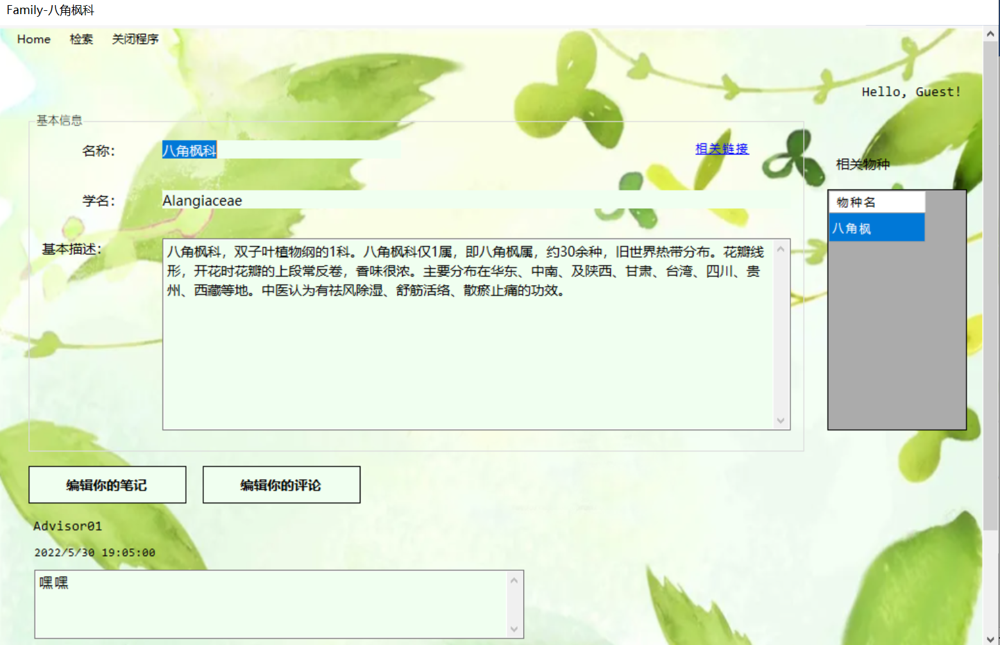 Family-八角枫科
Home 检索 关闭程序
Hello, Guest!
基本信息
名称： 八角枫科 相关链接
学名： Alangiaceae
基本描述： 八角枫科，双子叶植物纲的1科。八角枫科仅1属，即八角枫属，约30余种，旧世界热带分布。花瓣线
形，开花时花瓣的上段常反卷，香味很浓。主要分布在华东、中南、及陕西、甘肃、台湾、四川、贵
州、西藏等地。中医认为有祛风除湿、舒筋活络、散瘀止痛的功效。
相关物种
物种名
八角枫
编辑你的笔记 编辑你的评论
Advisor01
2022/5/30 19:05:00
嘿嘿